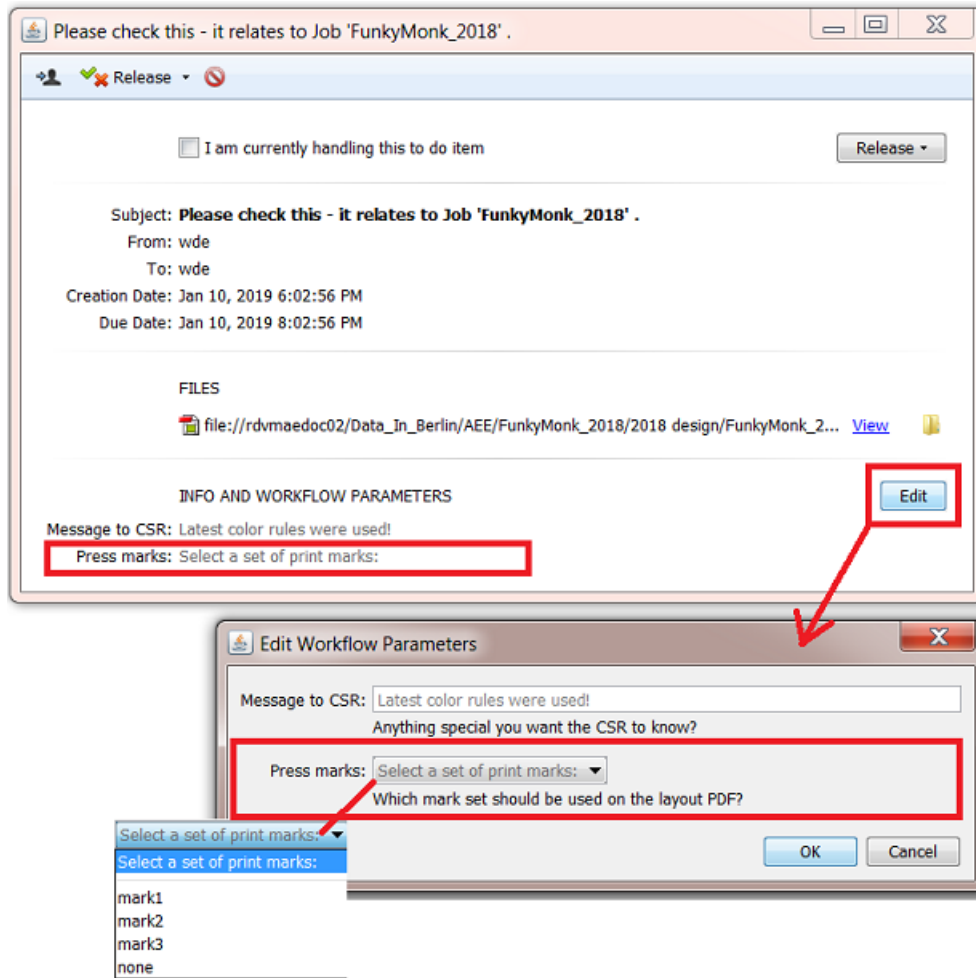 Please check this - it relates to Job 'FunkyMonk_2018' .
Release
I am currently handling this to do item
Release
Subject: Please check this - it relates to Job 'FunkyMonk_2018' .
From: wde
To: wde
Creation Date: Jan 10, 2019 6:02:56 PM
Due Date: Jan 10, 2019 8:02:56 PM
FILES
file://rdvmaedoc02/Data_In_Berlin/AEE/FunkyMonk_2018/2018 design/FunkyMonk_2... View
INFO AND WORKFLOW PARAMETERS Edit
Message to CSR: Latest color rules were used!
Press marks: Select a set of print marks:
Edit Workflow Parameters
Message to CSR: Latest color rules were used!
Anything special you want the CSR to know?
Press marks: Select a set of print marks:
Which mark set should be used on the layout PDF?
OK Cancel
Select a set of print marks:
Select a set of print marks:
mark1
mark2
mark3
none